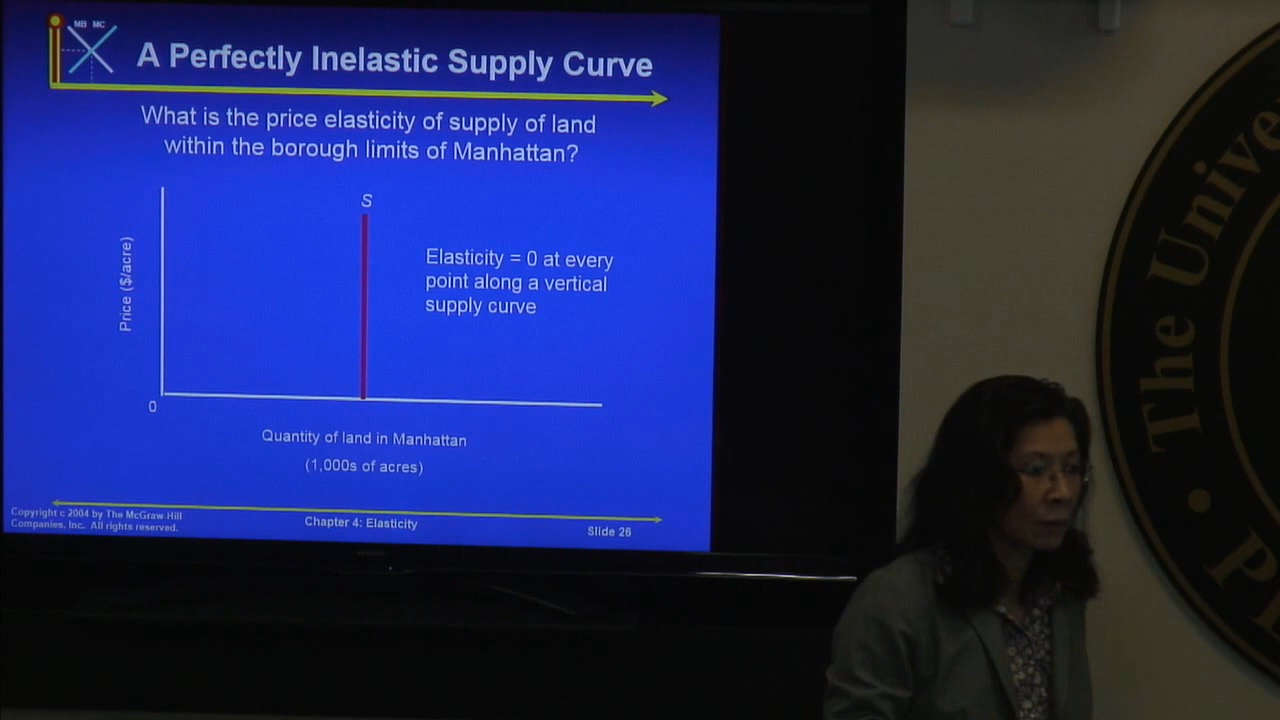 MB MC
A Perfectly Inelastic Supply Curve
What is the price elasticity of supply of land
within the borough limits of Manhattan?
S
Elasticity = 0 at every
point along a vertical
supply curve
Price ($/acre)
0
Quantity of land in Manhattan
(1,000s of acres)
Copyright c 2004 by The McGraw.Hill
Companies, Inc. All rights reserved.
Chapter 4: Elasticity
Slide 26
The